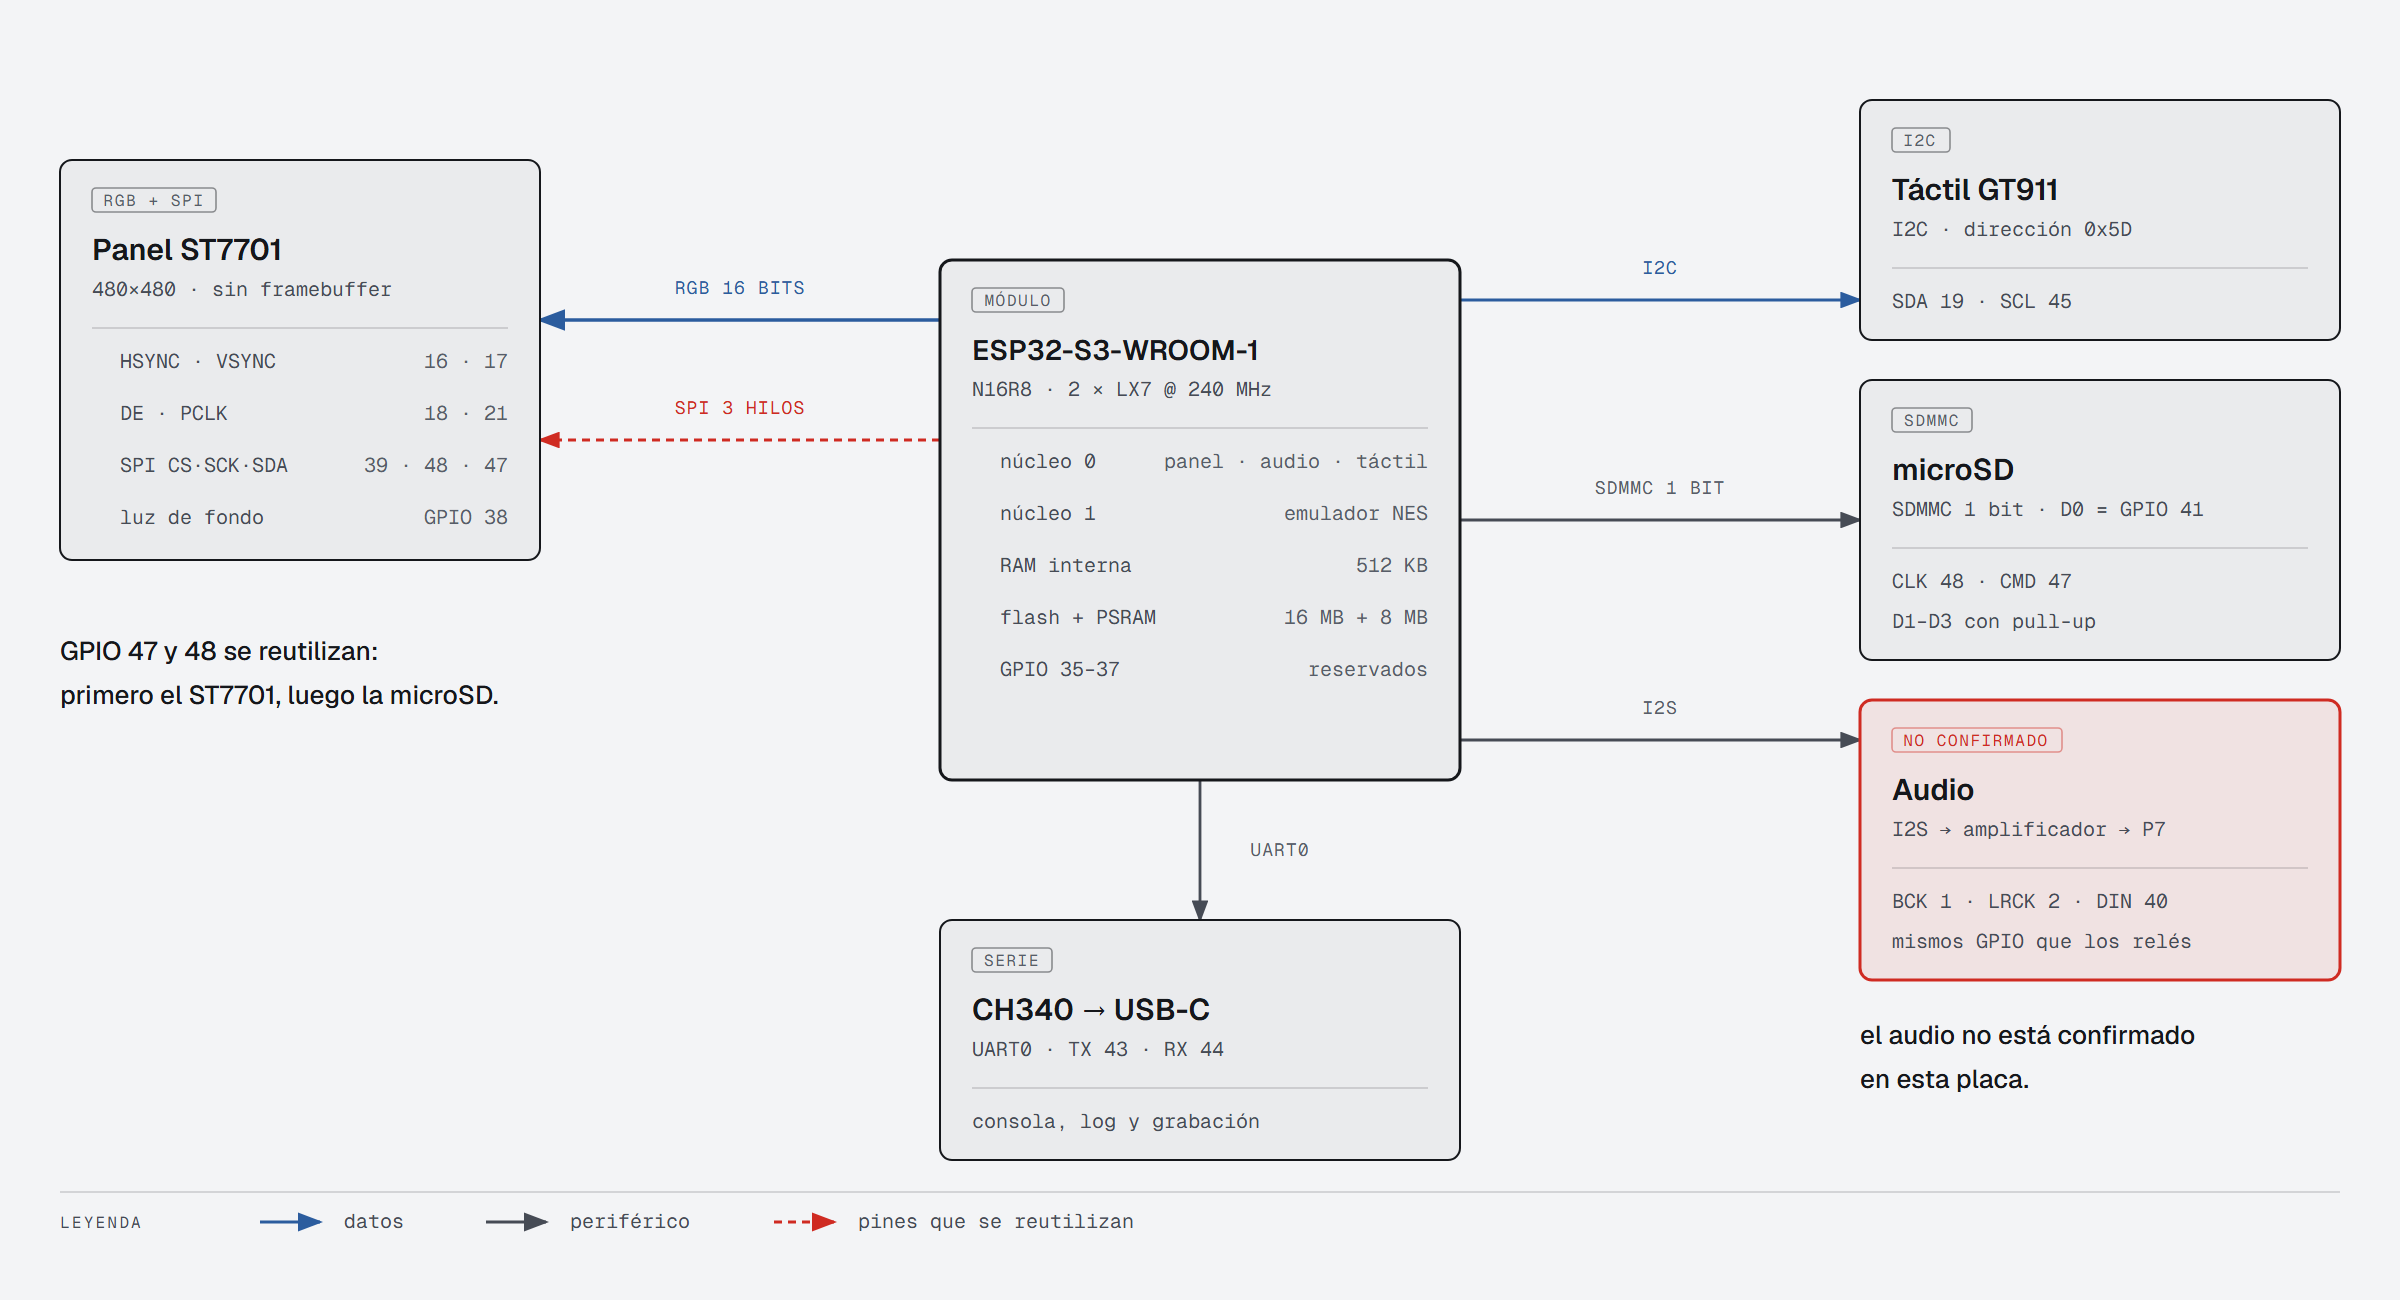 RGB + SPI
Panel ST7701
480×480 · sin framebuffer
HSYNC · VSYNC 16 · 17
DE · PCLK 18 · 21
SPI CS·SCK·SDA 39 · 48 · 47
luz de fondo GPIO 38
GPIO 47 y 48 se reutilizan:
primero el ST7701, luego la microSD.
RGB 16 BITS
SPI 3 HILOS
MÓDULO
ESP32-S3-WROOM-1
N16R8 · 2 × LX7 @ 240 MHz
núcleo 0 panel · audio · táctil
núcleo 1 emulador NES
RAM interna 512 KB
flash + PSRAM 16 MB + 8 MB
GPIO 35-37 reservados
UART0
SERIE
CH340 → USB-C
UART0 · TX 43 · RX 44
consola, log y grabación
I2C
SDMMC 1 BIT
I2S
I2C
Táctil GT911
I2C · dirección 0x5D
SDA 19 · SCL 45
SDMMC
microSD
SDMMC 1 bit · D0 = GPIO 41
CLK 48 · CMD 47
D1-D3 con pull-up
NO CONFIRMADO
Audio
I2S → amplificador → P7
BCK 1 · LRCK 2 · DIN 40
mismos GPIO que los relés
el audio no está confirmado
en esta placa.
LEYENDA datos periférico pines que se reutilizan